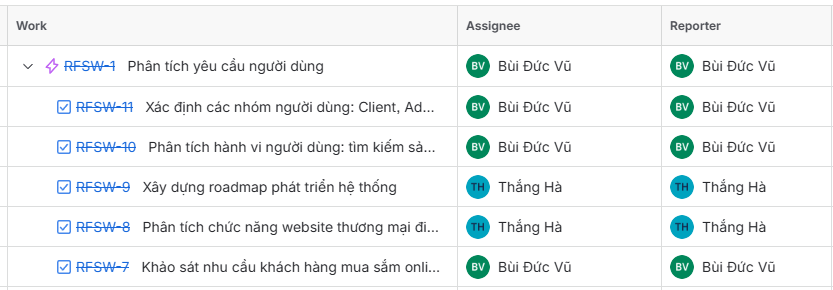 Work Assignee Reporter
RFSW-1 Phân tích yêu cầu người dùng BV Bùi Đức Vũ BV Bùi Đức Vũ
RFSW-11 Xác định các nhóm người dùng: Client, Ad... BV Bùi Đức Vũ BV Bùi Đức Vũ
RFSW-10 Phân tích hành vi người dùng: tìm kiếm sả... BV Bùi Đức Vũ BV Bùi Đức Vũ
RFSW-9 Xây dựng roadmap phát triển hệ thống TH Thắng Hà TH Thắng Hà
RFSW-8 Phân tích chức năng website thương mại đi... TH Thắng Hà TH Thắng Hà
RFSW-7 Khảo sát nhu cầu khách hàng mua sắm onli... BV Bùi Đức Vũ BV Bùi Đức Vũ